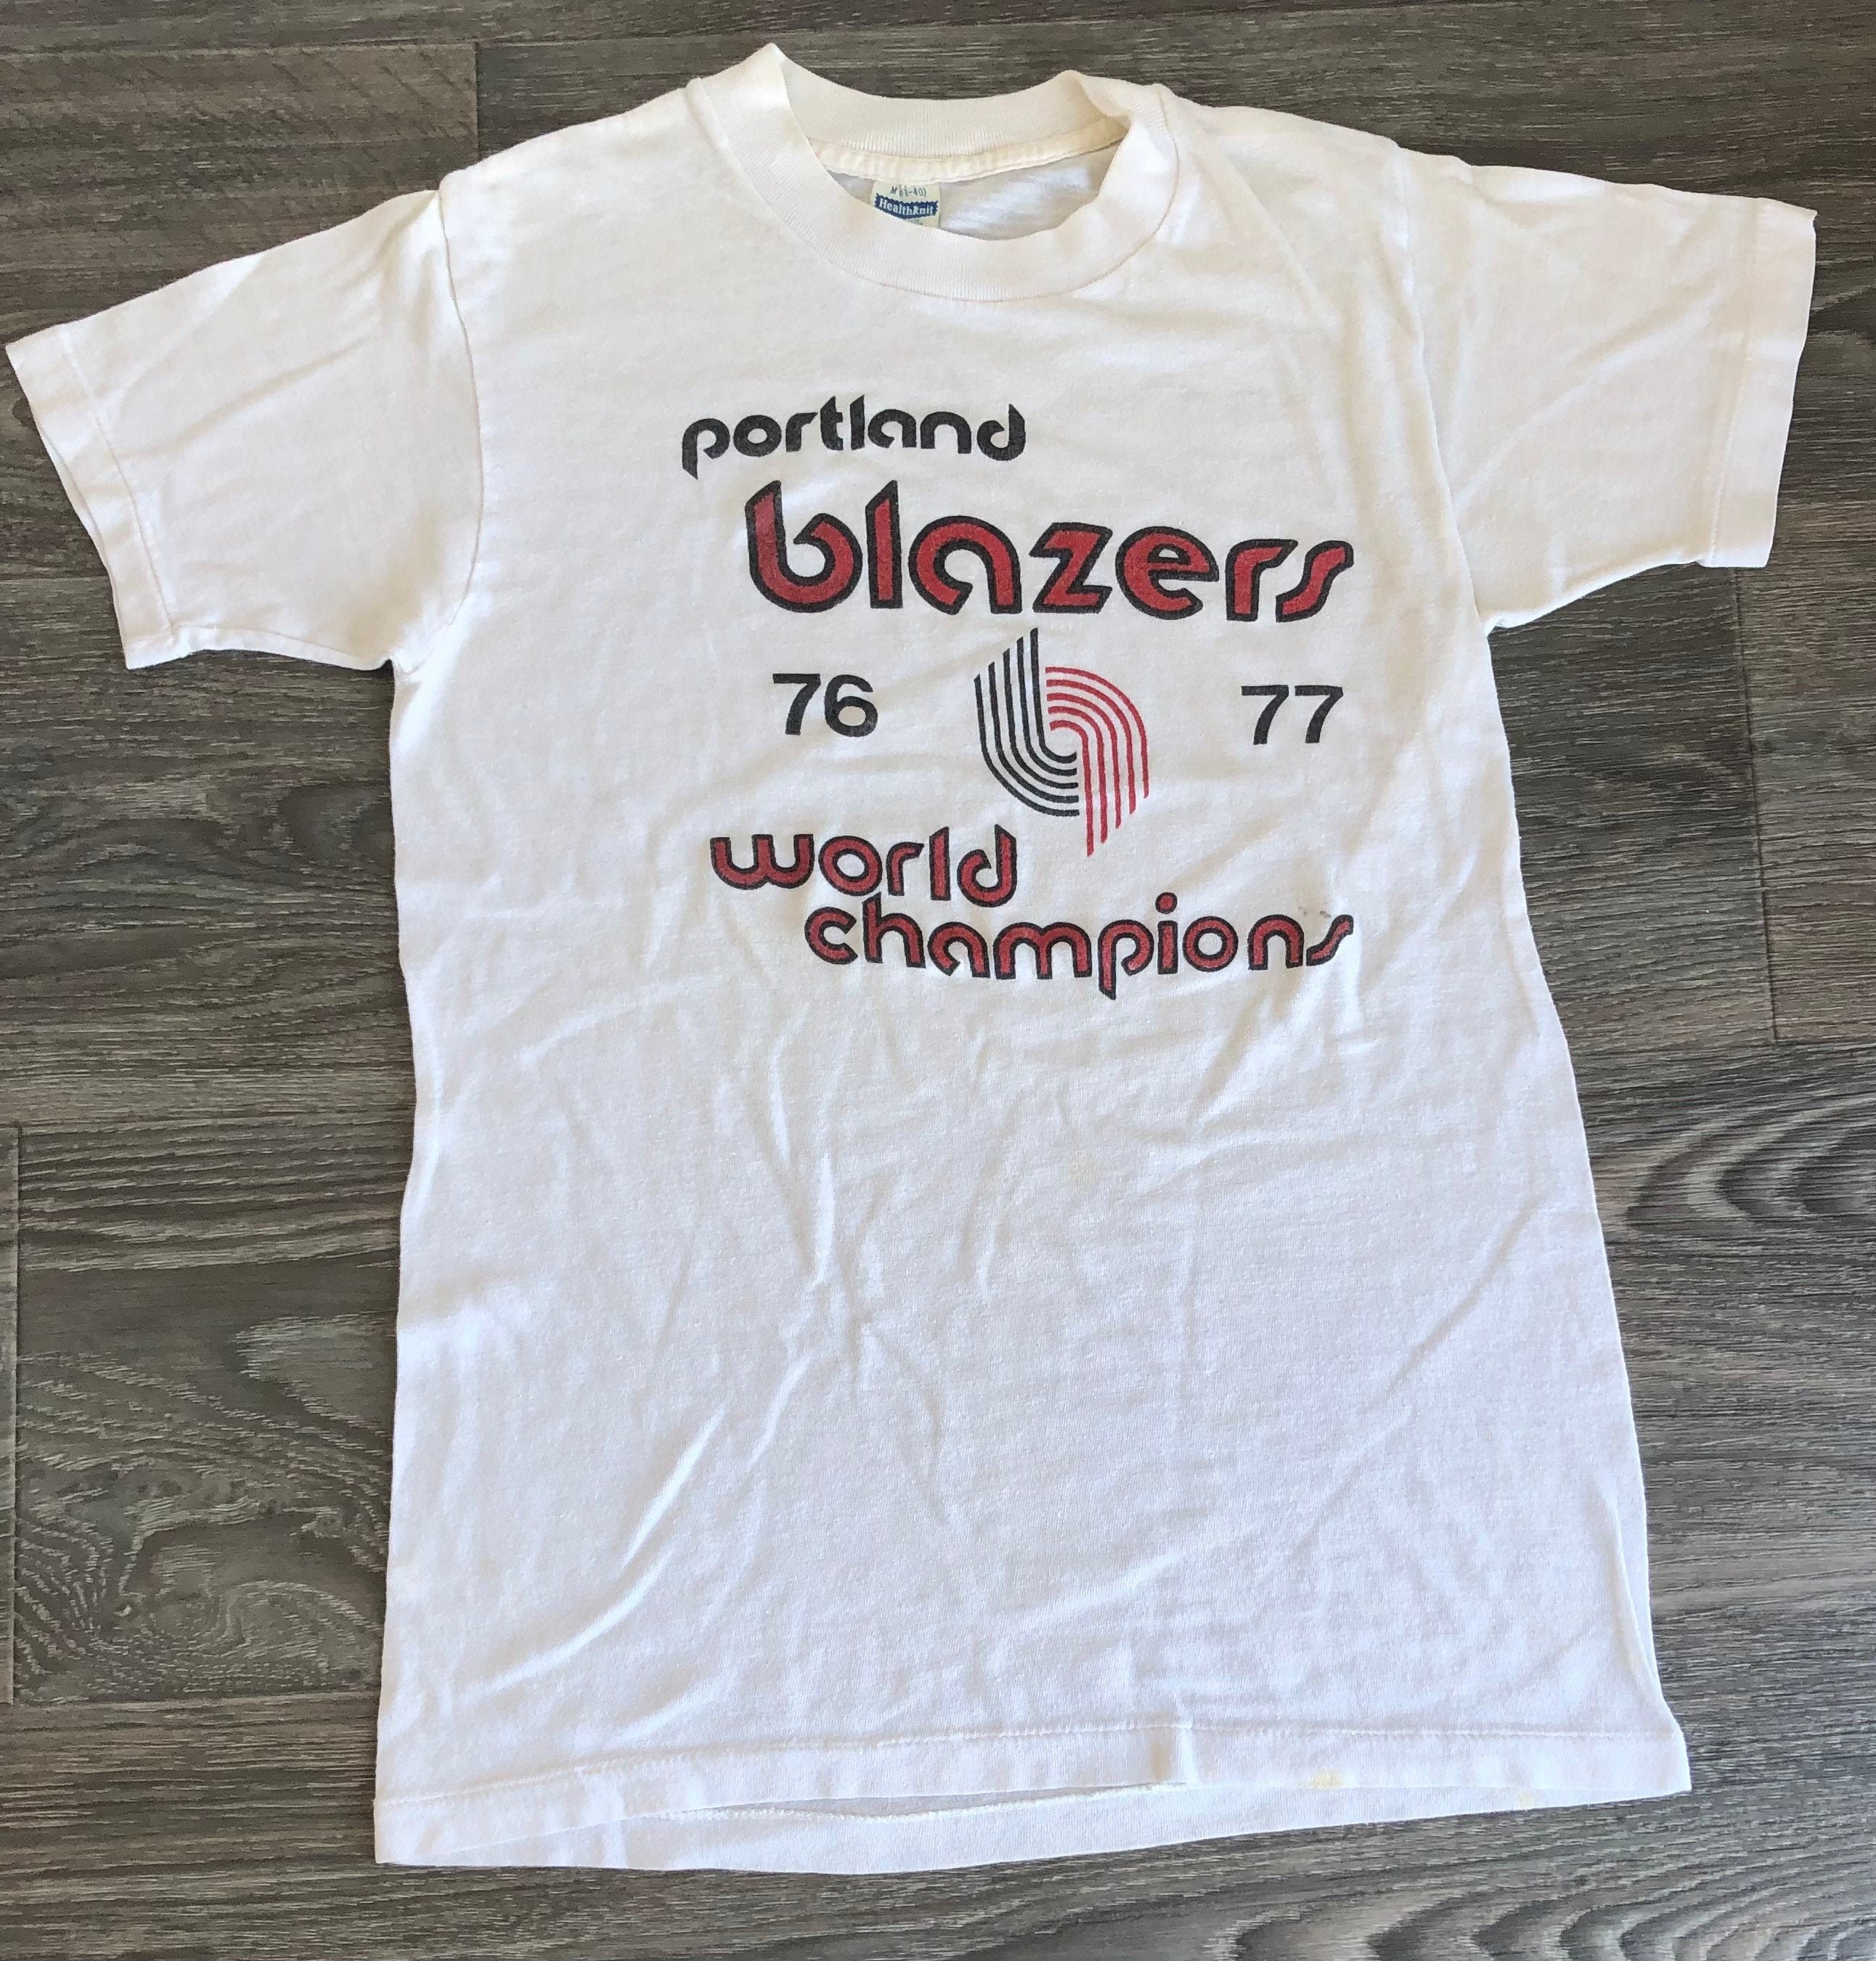 HealthKnit
portland
blazers
76 77
world
champions